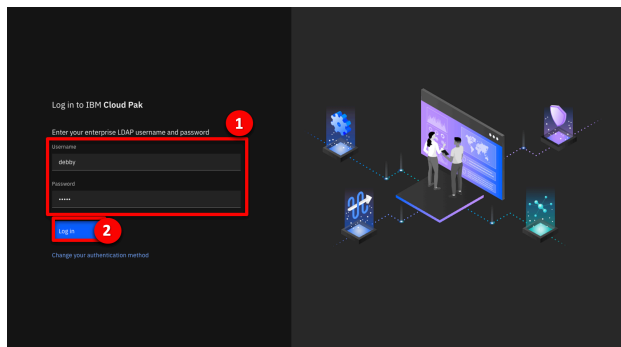 Log in to IBM Cloud Pak
1
Enter your enterprise LDAP username and password
Username
debby
Password
•••••
Log in
2
Change your authentication method